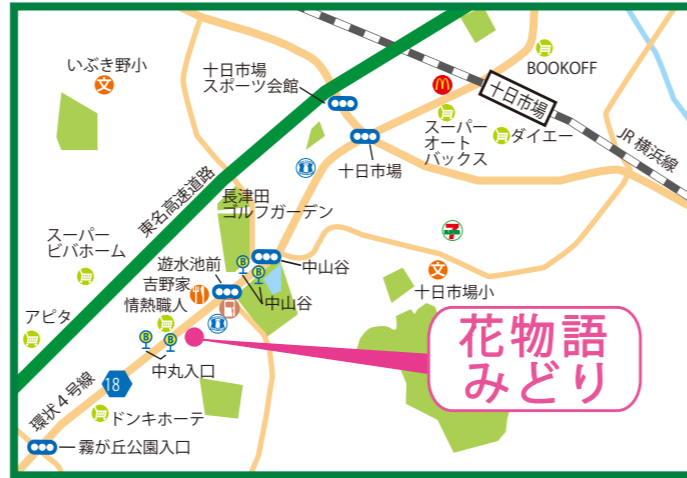 いぶき野小
十日市場
スポーツ会館
BOOKOFF
十日市場
スーパー
オート
バックス
ダイエー
JR 横浜線
十日市場
東名高速道路
長津田
ゴルフガーデン
スーパー
ビバホーム
遊水池前
中山谷
吉野家
中山谷
情熱職人
十日市場小
アピタ
花物語
みどり
中丸入口
18
環状4号線
ドンキホーテ
霧が丘公園入口
文
文
7
B
B
B
B